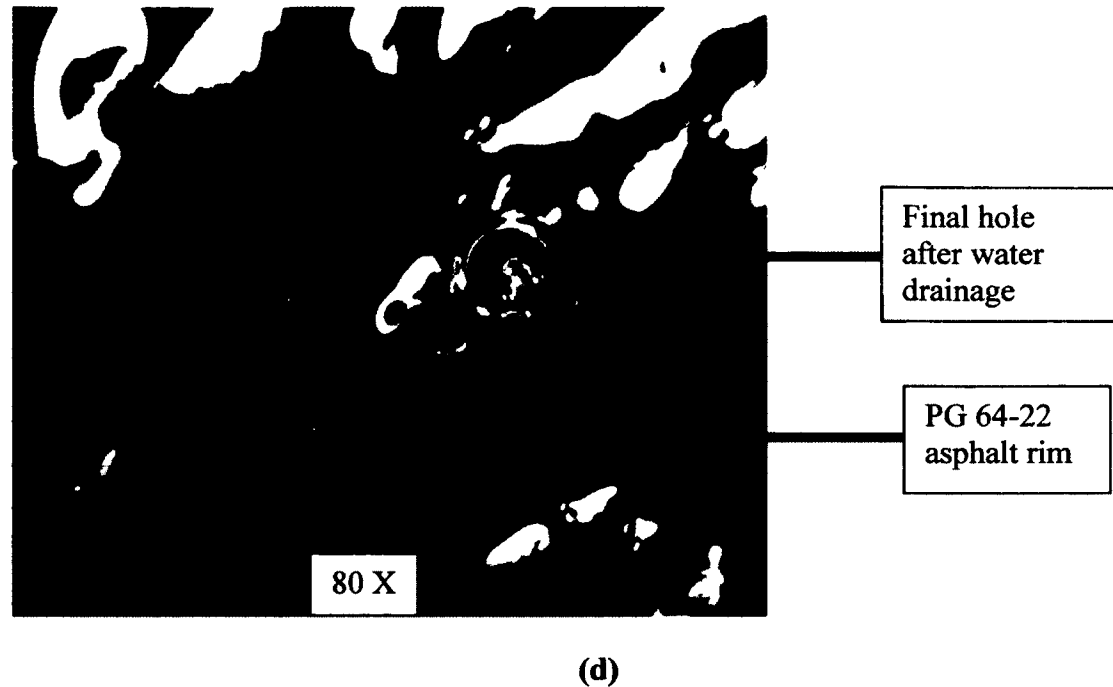 Final hole
after water
drainage
PG 64-22
asphalt rim
80 X
(d)